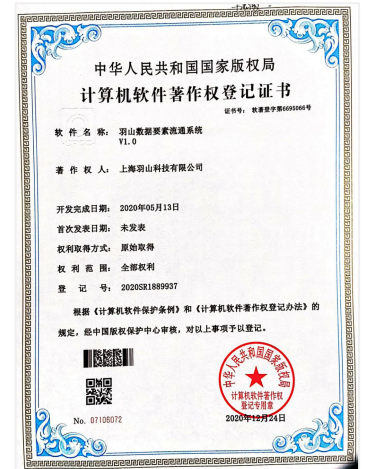 中华人民共和国国家版权局
计算机软件著作权登记证书
证书号： 软著登字第6695066号
软件名称： 羽山数据要素流通系统
V1.0
著作权人： 上海羽山科技有限公司
开发完成日期： 2020年05月13日
首次发表日期： 未发表
权利取得方式： 原始取得
权利范围： 全部权利
登记号： 2020SR1889937
根据《计算机软件保护条例》和《计算机软件著作权登记办法》的
规定，经中国版权保护中心审核，对以上事项予以登记。
中华人民共和国国家版权局
计算机软件著作权
登记专用章
No. 07106072
2020年12月24日